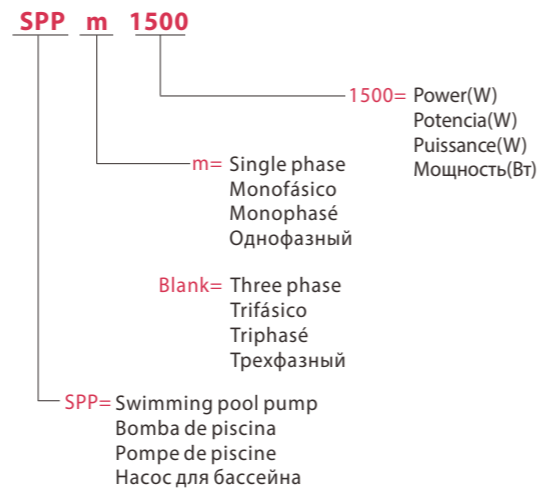 SPP m 1500
1500= Power(W)
Potencia(W)
Puissance(W)
Мощность(Вт)
m= Single phase
Monofásico
Monophasé
Однофазный
Blank= Three phase
Trifásico
Triphasé
Трехфазный
SPP= Swimming pool pump
Bomba de piscina
Pompe de piscine
Насос для бассейна